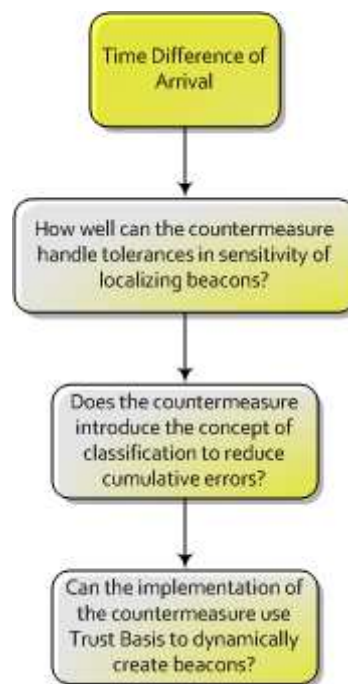 Time Difference of
Arrival
How well can the countermeasure
handle tolerances in sensitivity of
localizing beacons?
Does the countermeasure
introduce the concept of
classification to reduce
cumulative errors?
Can the implementation of
the countermeasure use
Trust Basis to dynamically
create beacons?